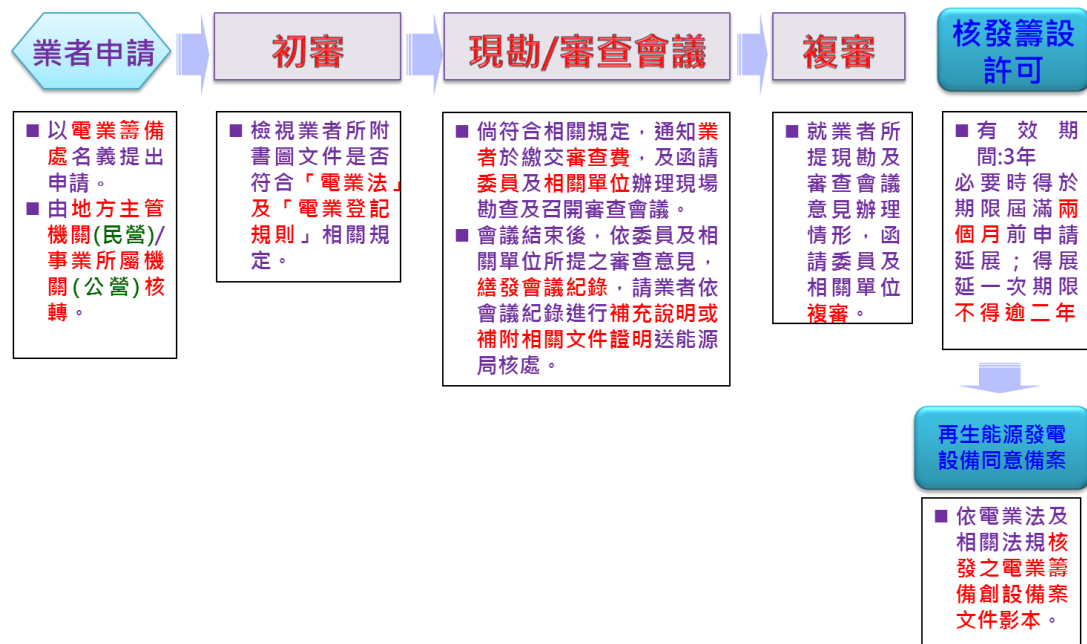 業者申請
初審
現勘/審查會議
複審
核發籌設
許可
■ 以電業籌備
處名義提出
申請。
■ 由地方主管
機關(民營)/
事業所屬機
關(公營)核
轉。
■ 檢視業者所附
書圖文件是否
符合「電業法」
及「電業登記
規則」相關規
定。
■ 倘符合相關規定，通知業
者於繳交審查費，及函請
委員及相關單位辦理現場
勘查及召開審查會議。
■ 會議結束後，依委員及相
關單位所提之審查意見，
繕發會議紀錄，請業者依
會議紀錄進行補充說明或
補附相關文件證明送能源
局核處。
■ 就業者所
提現勘及
審查會議
意見辦理
情形，函
請委員及
相關單位
複審。
■ 有效期
間:3年
必要時得於
期限屆滿兩
個月前申請
延展；得展
延一次期限
不得逾二年
再生能源發電
設備同意備案
■ 依電業法及
相關法規核
發之電業籌
備創設備案
文件影本。